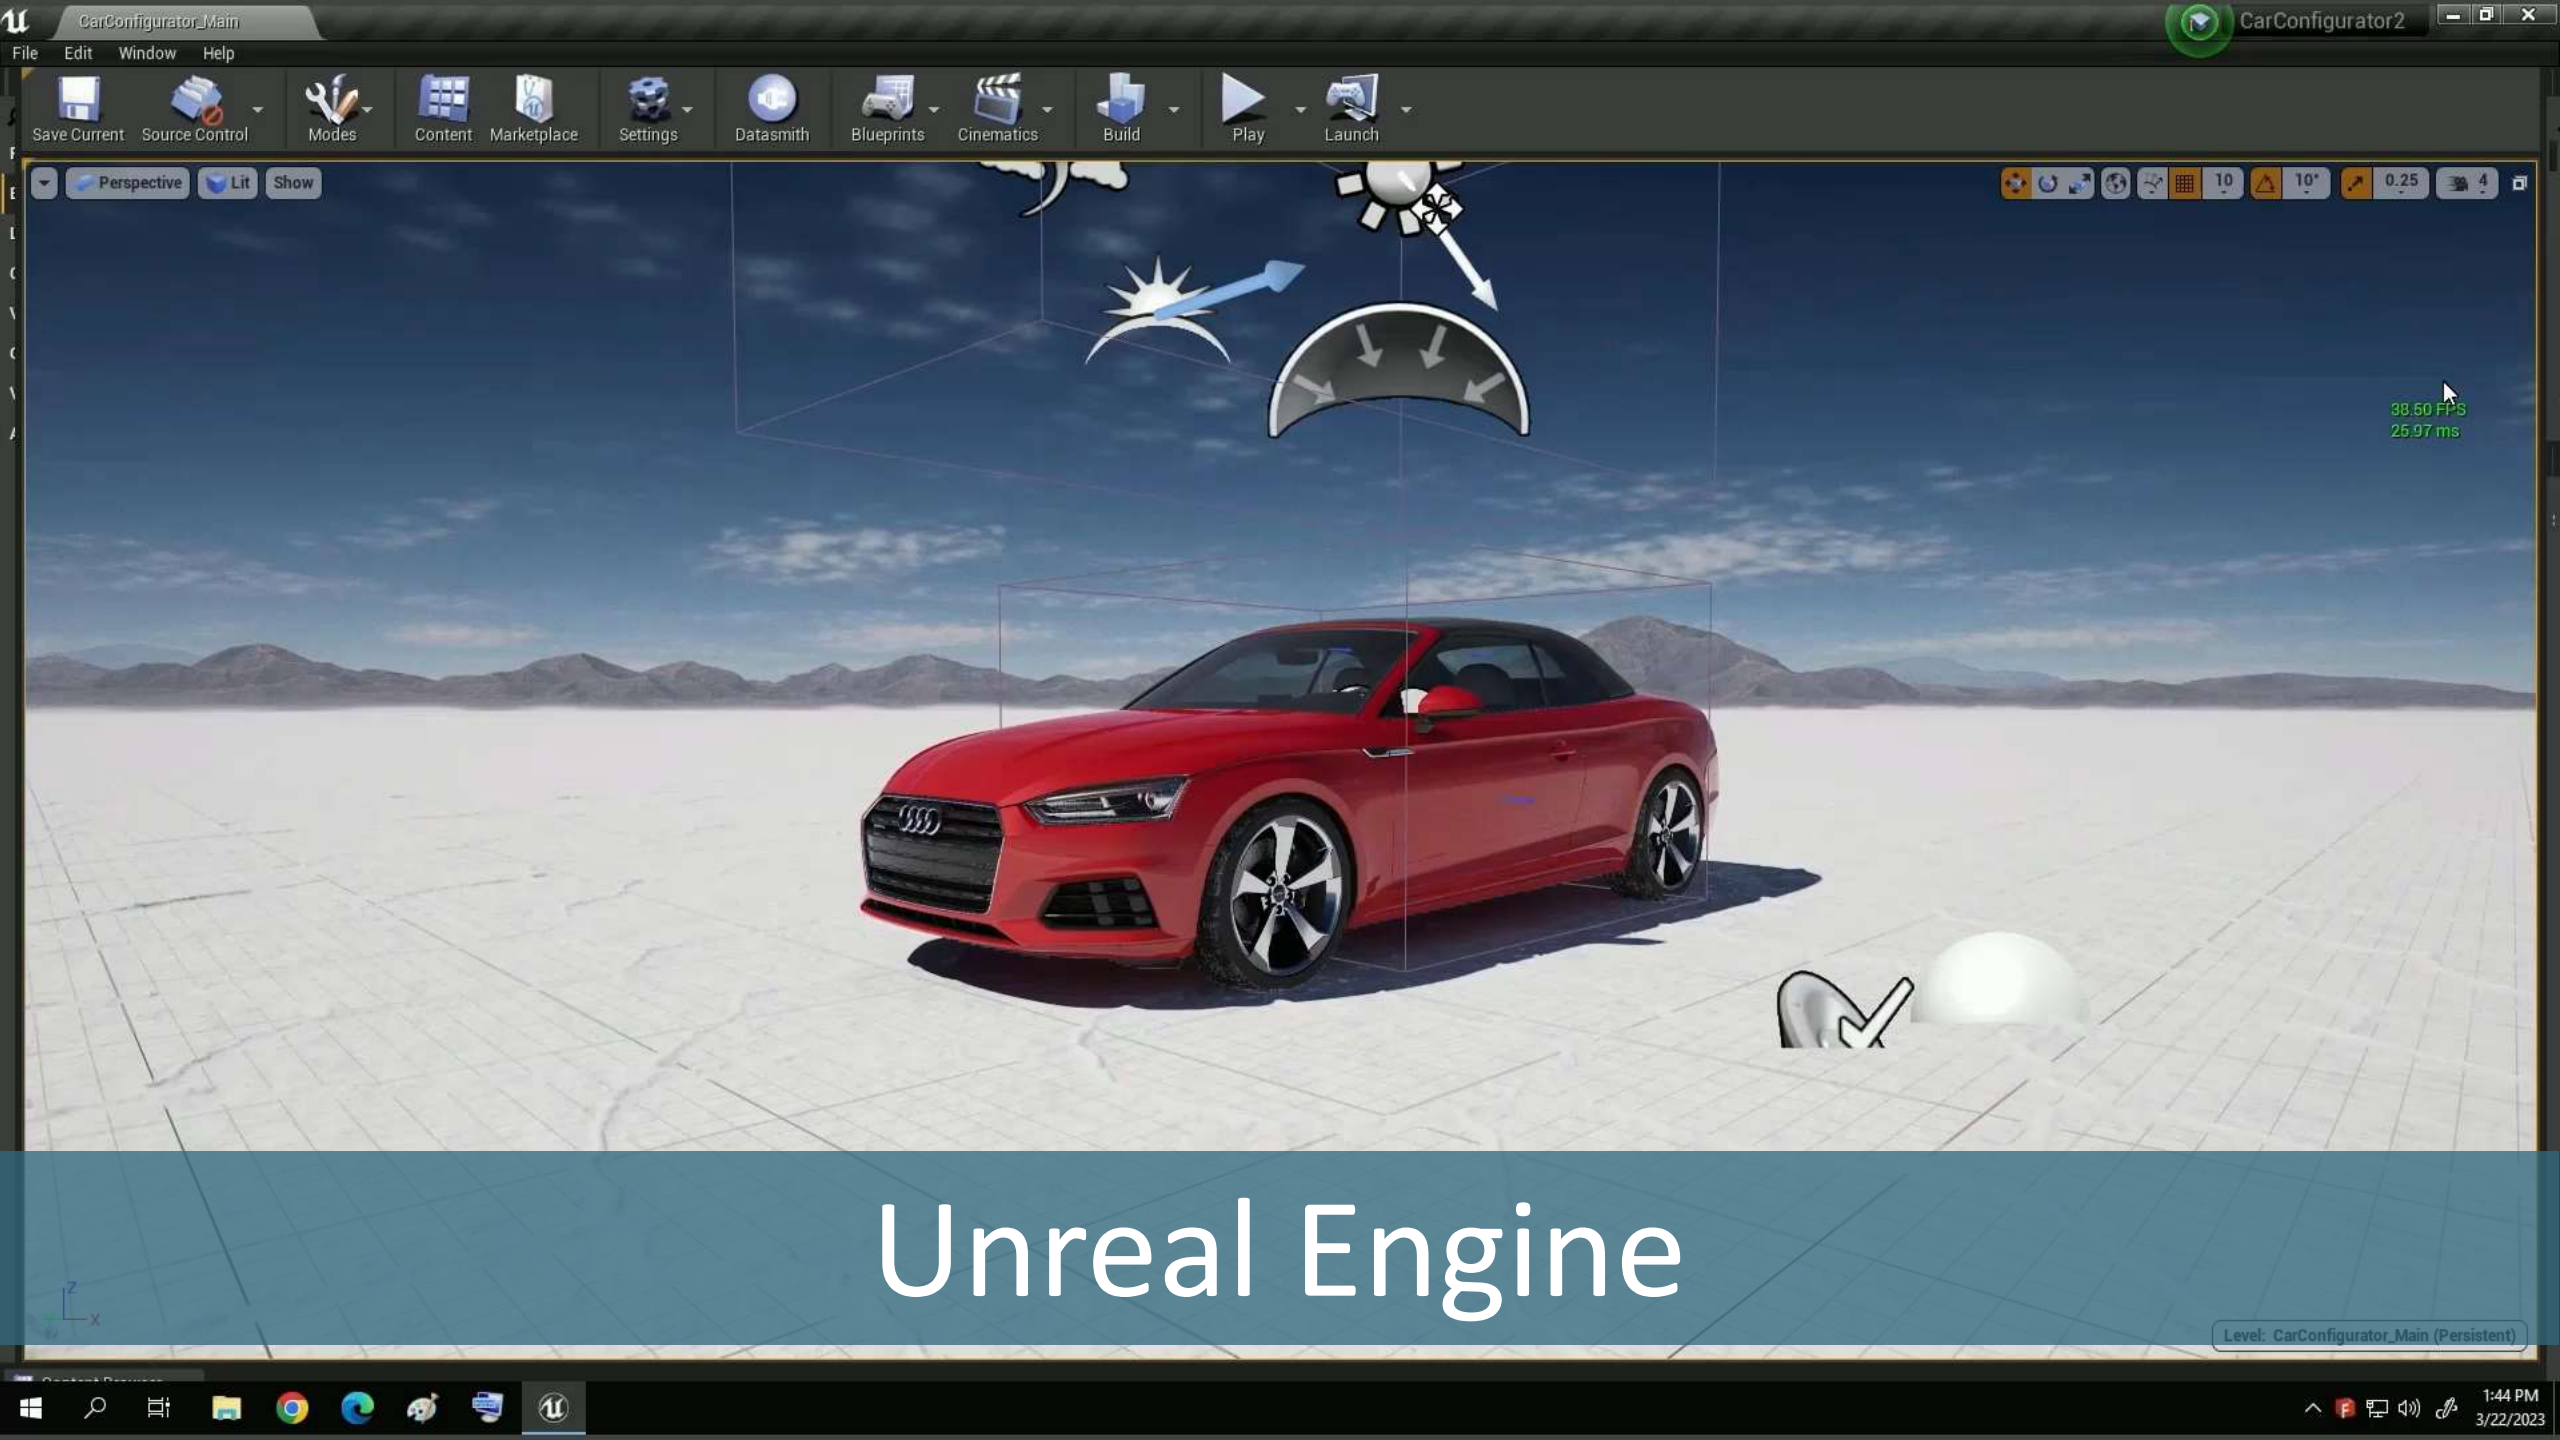 CarConfigurator_Main
CarConfigurator2
File Edit Window Help
Save Current Source Control Modes Content Marketplace Settings Datasmith Blueprints Cinematics Build Play Launch
Perspective Lit Show
10 10° 0.25 4
38.50 FPS
25.97 ms
Unreal Engine
Z
X
Level: CarConfigurator_Main (Persistent)
Content Browser
1:44 PM
3/22/2023